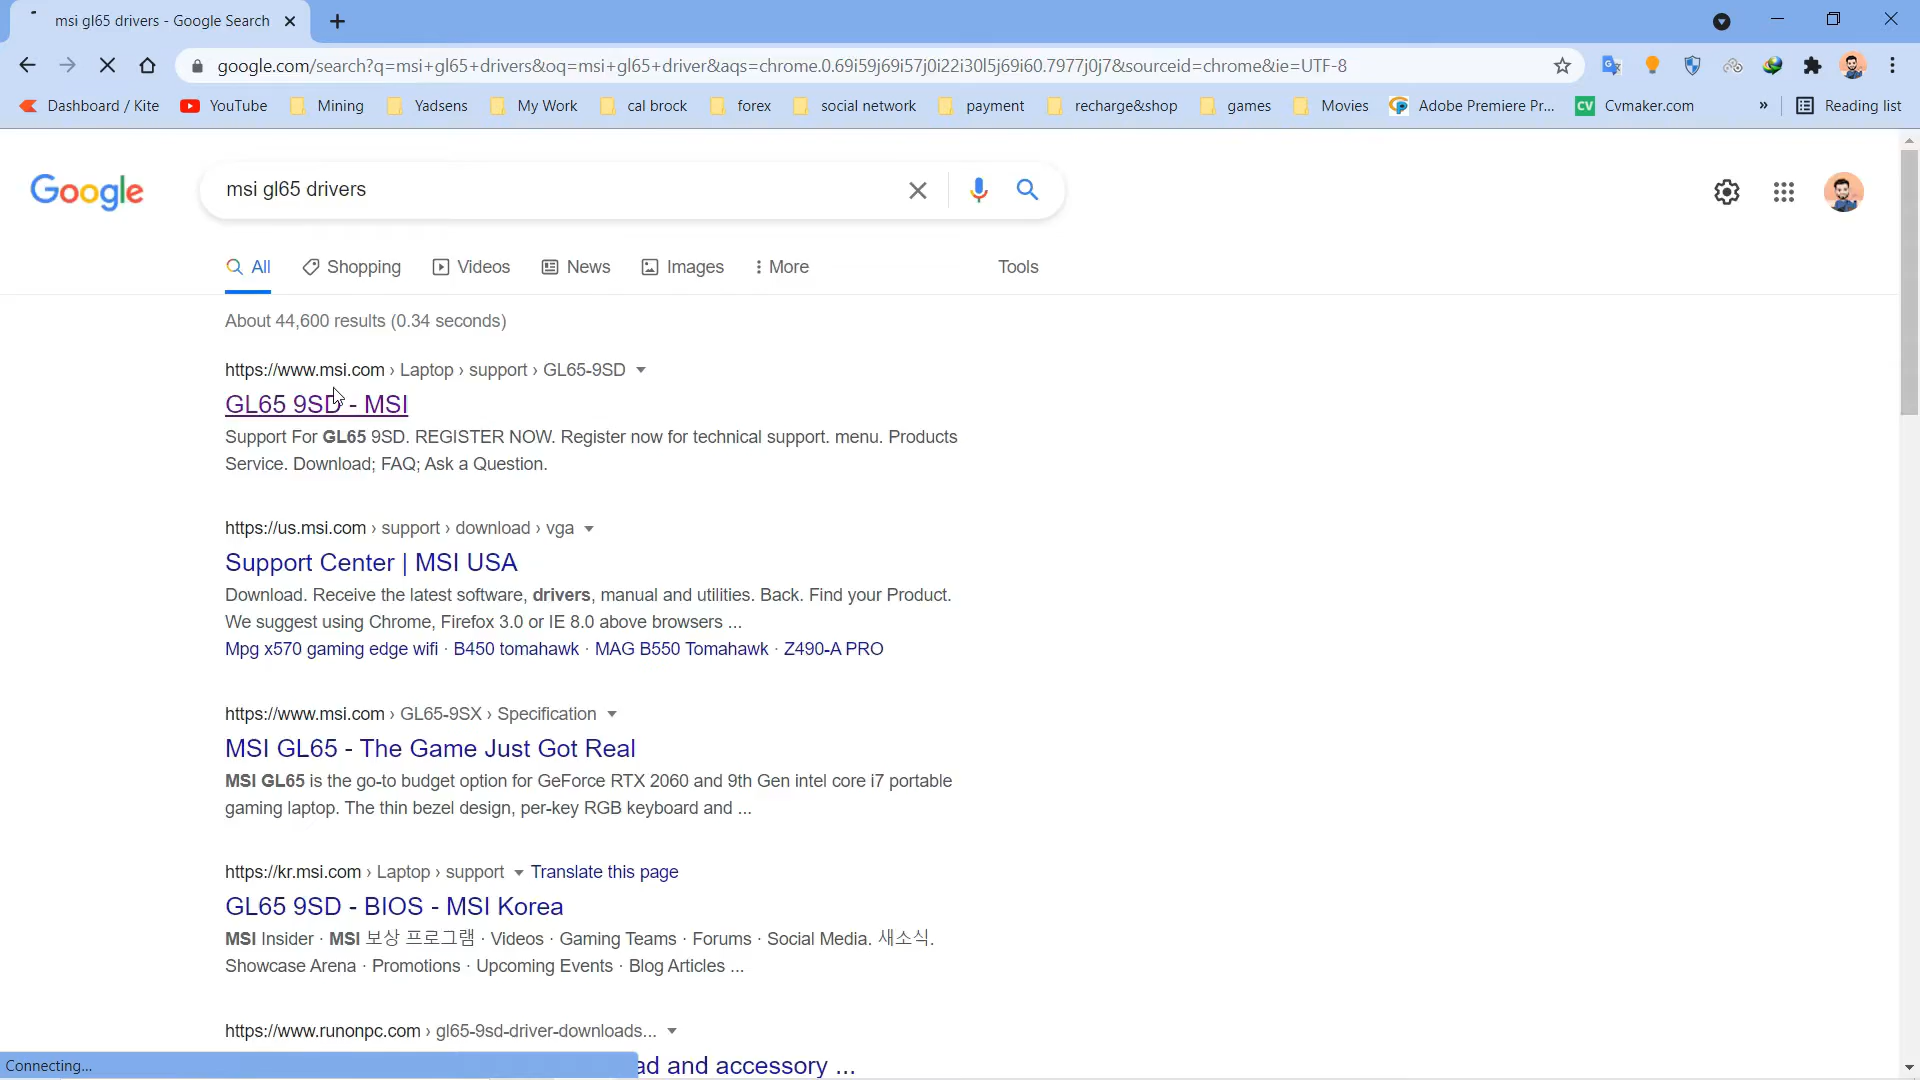 msi gl65 drivers - Google Search
google.com/search?q=msi+gl65+drivers&oq=msi+gl65+driver&aqs=chrome.0.69i59j69i57j0i22i30l5j69i60.7977j0j7&sourceid=chrome&ie=UTF-8
Dashboard / Kite YouTube Mining Yadsens My Work cal brock forex social network payment recharge&shop games Movies Adobe Premiere Pr... CV Cvmaker.com » Reading list
Google msi gl65 drivers
All Shopping Videos News Images More Tools
About 44,600 results (0.34 seconds)
https://www.msi.com › Laptop › support › GL65-9SD
GL65 9SD - MSI
Support For GL65 9SD. REGISTER NOW. Register now for technical support. menu. Products
Service. Download; FAQ; Ask a Question.
https://us.msi.com › support › download › vga
Support Center | MSI USA
Download. Receive the latest software, drivers, manual and utilities. Back. Find your Product.
We suggest using Chrome, Firefox 3.0 or IE 8.0 above browsers ...
Mpg x570 gaming edge wifi · B450 tomahawk · MAG B550 Tomahawk · Z490-A PRO
https://www.msi.com › GL65-9SX › Specification
MSI GL65 - The Game Just Got Real
MSI GL65 is the go-to budget option for GeForce RTX 2060 and 9th Gen intel core i7 portable
gaming laptop. The thin bezel design, per-key RGB keyboard and ...
https://kr.msi.com › Laptop › support Translate this page
GL65 9SD - BIOS - MSI Korea
MSI Insider · MSI 보상 프로그램 · Videos · Gaming Teams · Forums · Social Media. 새소식.
Showcase Arena · Promotions · Upcoming Events · Blog Articles ...
https://www.runonpc.com › gl65-9sd-driver-downloads...
and accessory ...
Connecting...